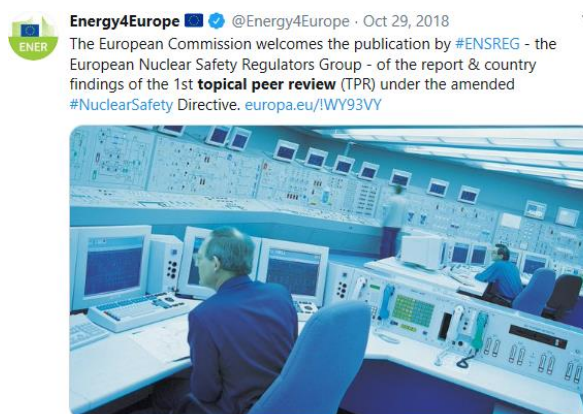 Energy4Europe @Energy4Europe · Oct 29, 2018
ENER
The European Commission welcomes the publication by #ENSREG - the
European Nuclear Safety Regulators Group - of the report & country
findings of the 1st topical peer review (TPR) under the amended
#NuclearSafety Directive. europa.eu/!WY93VY